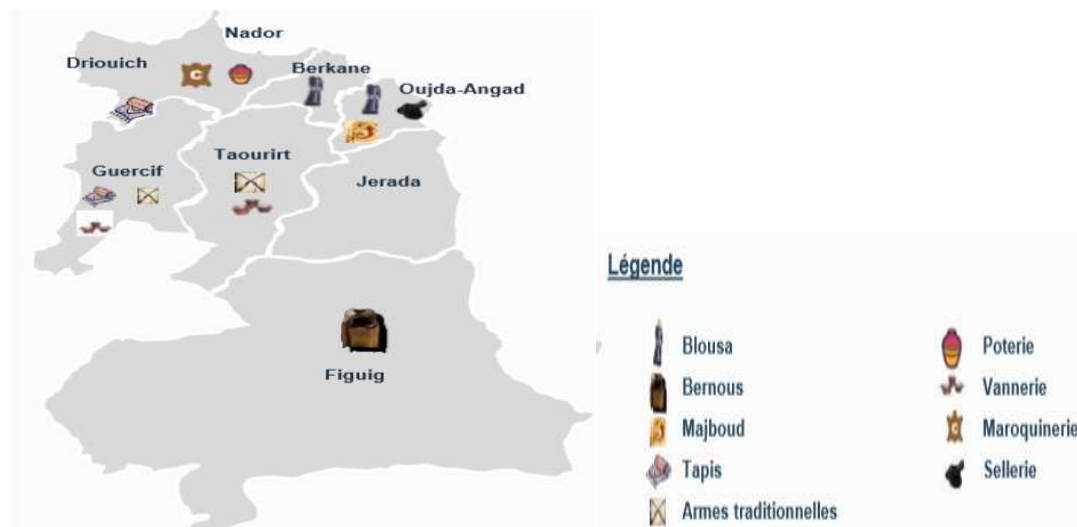 Nador
Driouich
Berkane
Oujda-Angad
Guercif
Taourirt
Jerada
Figuig
Légende
Blousa
Bernous
Majboud
Tapis
Armes traditionnelles
Poterie
Vannerie
Maroquinerie
Sellerie